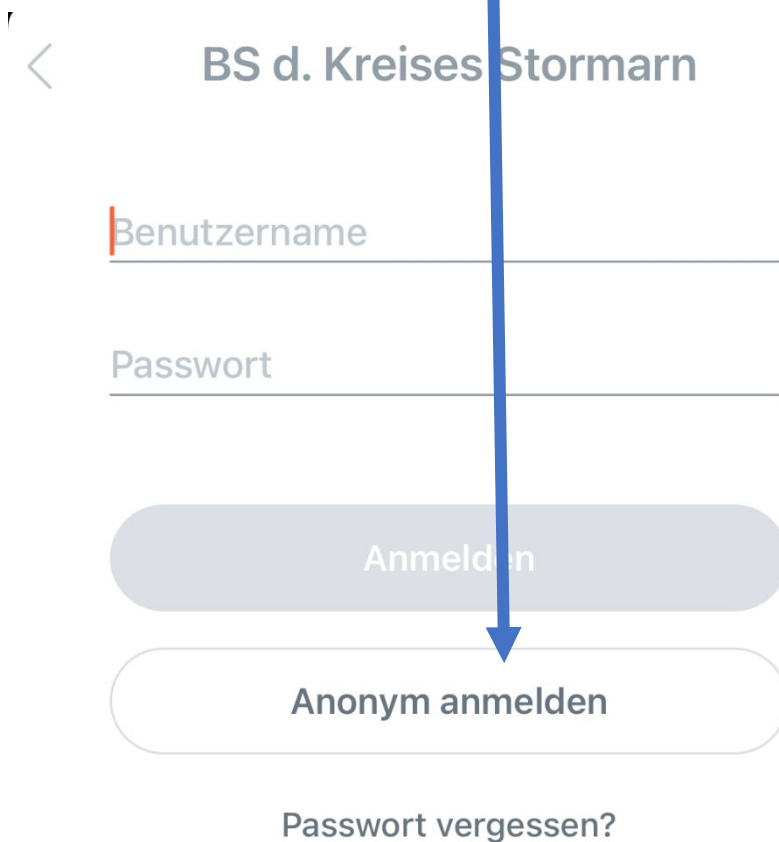 BS d. Kreises Stormarn
Benutzername
Passwort
Anmelden
Anonym anmelden
Passwort vergessen?